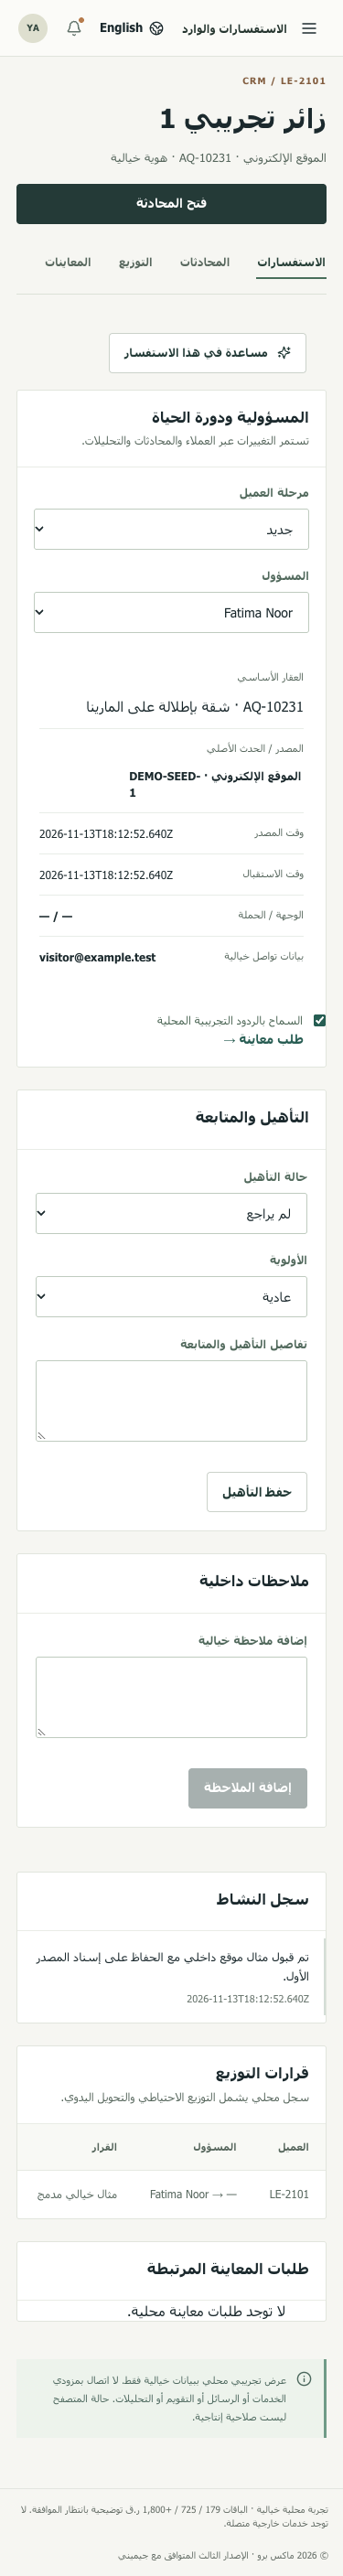 الاستفسارات والوارد
English
YA
CRM / LE-2101
زائر تجريبي 1
الموقع الإلكتروني · AQ-10231 · هوية خيالية
فتح المحادثة
الاستفسارات
المحادثات
التوزيع
المعاينات
مساعدة في هذا الاستفسار
المسؤولية ودورة الحياة
تستمر التغييرات عبر العملاء والمحادثات والتحليلات.
مرحلة العميل
جديد
المسؤول
Fatima Noor
العقار الأساسي
AQ-10231 · شقة بإطلالة على المارينا
المصدر / الحدث الأصلي
الموقع الإلكتروني · DEMO-SEED-
1
وقت المصدر
2026-11-13T18:12:52.640Z
وقت الاستقبال
2026-11-13T18:12:52.640Z
الوجهة / الحملة
— / —
بيانات تواصل خيالية
visitor@example.test
السماح بالردود التجريبية المحلية
طلب معاينة →
التأهيل والمتابعة
حالة التأهيل
لم يراجع
الأولوية
عادية
تفاصيل التأهيل والمتابعة
حفظ التأهيل
ملاحظات داخلية
إضافة ملاحظة خيالية
إضافة الملاحظة
سجل النشاط
تم قبول مثال موقع داخلي مع الحفاظ على إسناد المصدر
الأول.
2026-11-13T18:12:52.640Z
قرارات التوزيع
سجل محلي يشمل التوزيع الاحتياطي والتحويل اليدوي.
العميل المسؤول القرار
LE-2101 — → Fatima Noor مثال خيالي مدمج
طلبات المعاينة المرتبطة
لا توجد طلبات معاينة محلية.
عرض تجريبي محلي ببيانات خيالية فقط. لا اتصال بمزودي
الخدمات أو الرسائل أو التقويم أو التحليلات. حالة المتصفح
ليست صلاحية إنتاجية.
تجربة محلية خيالية · الباقات 179 / 725 / +1,800 ر.ق توضيحية بانتظار الموافقة. لا
توجد خدمات خارجية متصلة.
© 2026 ماكس برو · الإصدار الثالث المتوافق مع جيميني